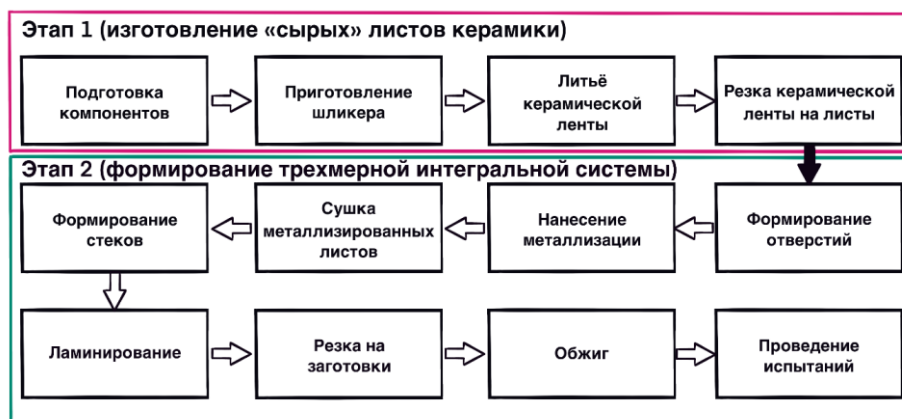 Этап 1 (изготовление «сырых» листов керамики)
Подготовка
компонентов
Приготовление
шликера
Литьё
керамической
ленты
Резка керамической
ленты на листы
Этап 2 (формирование трехмерной интегральной системы)
Формирование
отверстий
Нанесение
металлизации
Сушка
металлизированных
листов
Формирование
стеков
Ламинирование
Резка на
заготовки
Обжиг
Проведение
испытаний